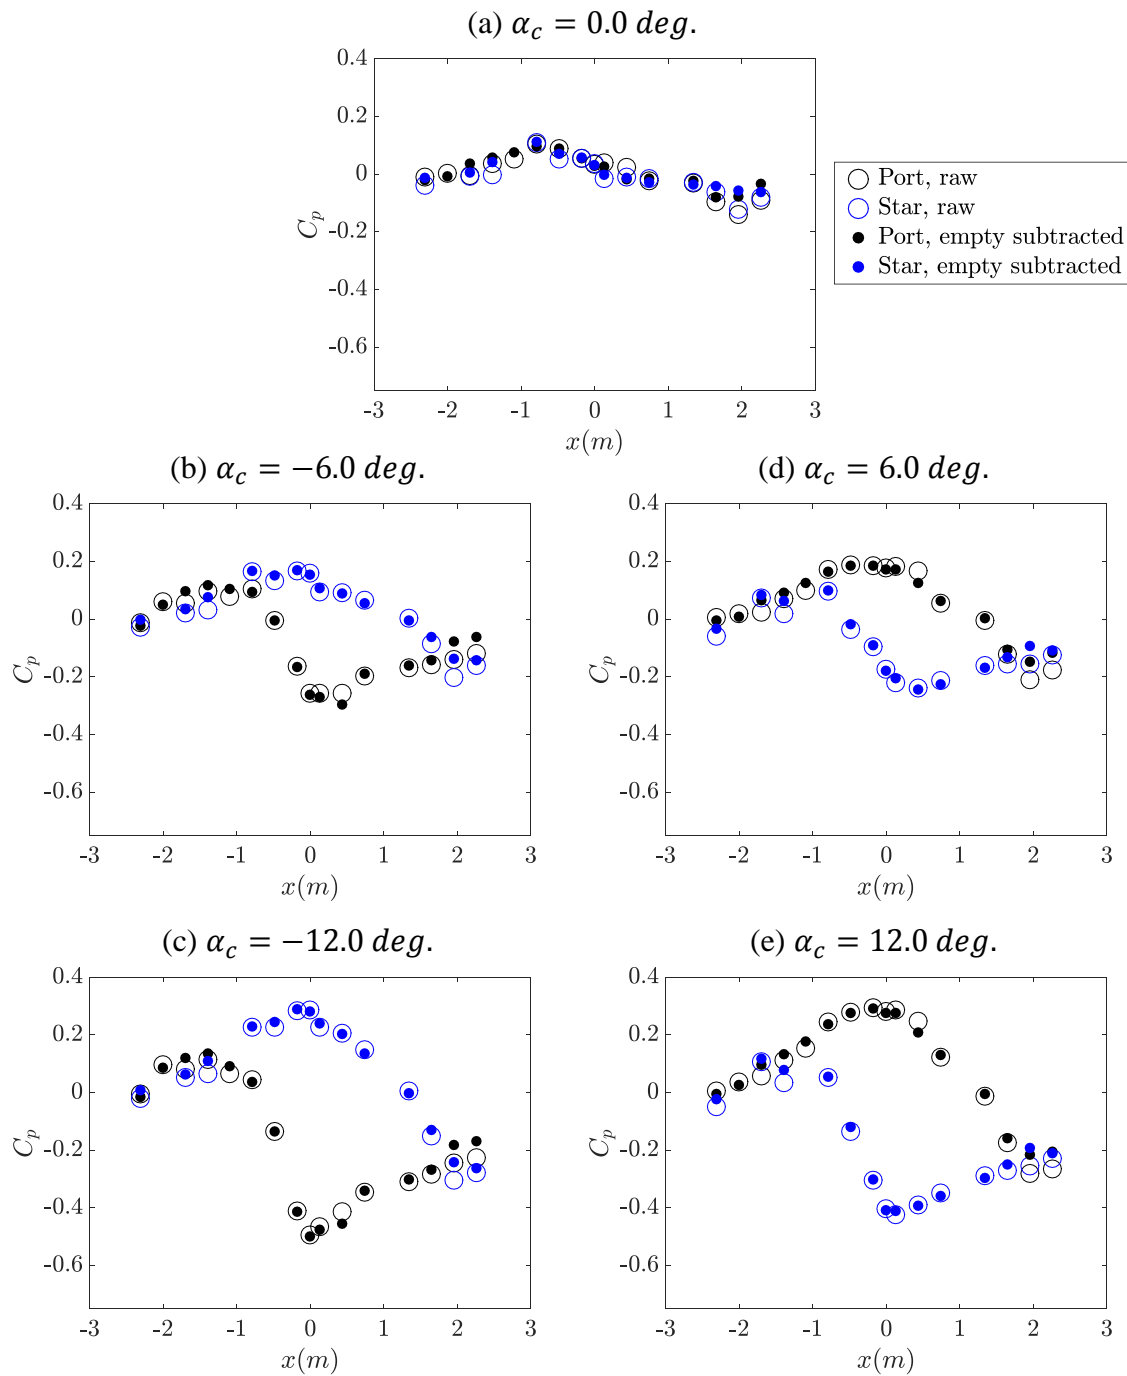 (a) α_c = 0.0 deg.
0.4
0.2
0
-0.2
-0.4
-0.6
C_p
-3 -2 -1 0 1 2 3
x(m)
Port, raw
Star, raw
Port, empty subtracted
Star, empty subtracted
(b) α_c = −6.0 deg.
0.4
0.2
0
-0.2
-0.4
-0.6
C_p
-3 -2 -1 0 1 2 3
x(m)
(d) α_c = 6.0 deg.
0.4
0.2
0
-0.2
-0.4
-0.6
C_p
-3 -2 -1 0 1 2 3
x(m)
(c) α_c = −12.0 deg.
0.4
0.2
0
-0.2
-0.4
-0.6
C_p
-3 -2 -1 0 1 2 3
x(m)
(e) α_c = 12.0 deg.
0.4
0.2
0
-0.2
-0.4
-0.6
C_p
-3 -2 -1 0 1 2 3
x(m)